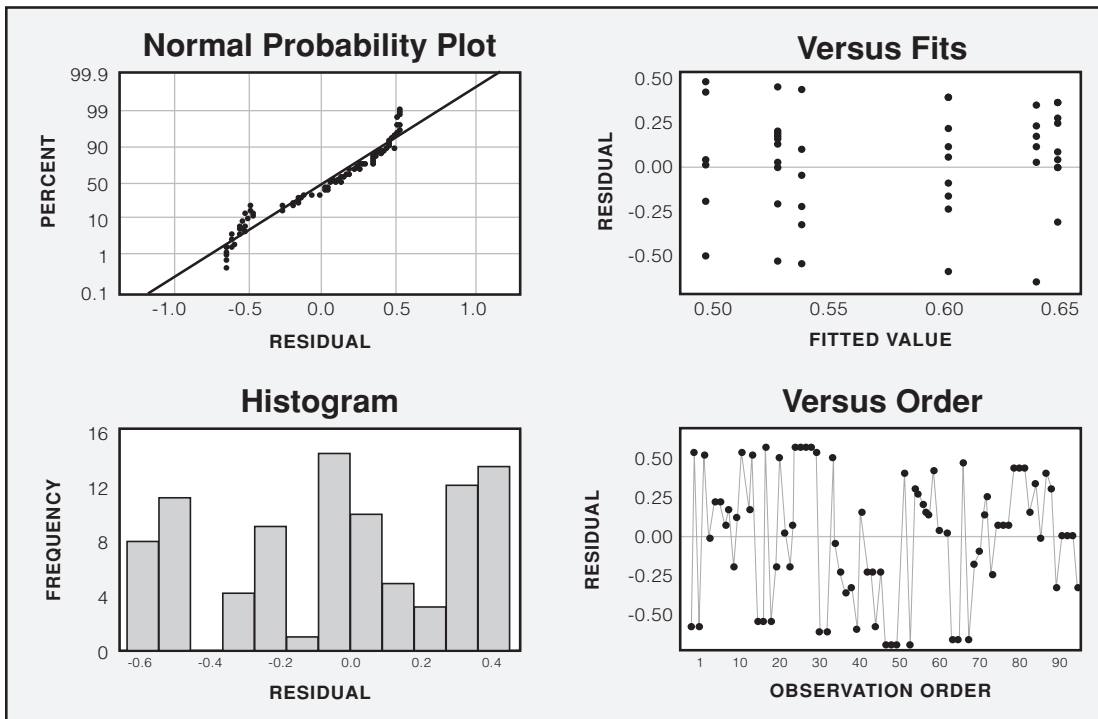 Normal Probability Plot
99.9
99
90
50
10
1
0.1
PERCENT
-1.0 -0.5 0.0 0.5 1.0
RESIDUAL
Versus Fits
0.50
0.25
0.00
-0.25
-0.50
RESIDUAL
0.50 0.55 0.60 0.65
FITTED VALUE
Histogram
16
12
8
4
0
FREQUENCY
-0.6 -0.4 -0.2 0.0 0.2 0.4
RESIDUAL
Versus Order
0.50
0.25
0.00
-0.25
-0.50
RESIDUAL
1 10 20 30 40 50 60 70 80 90
OBSERVATION ORDER